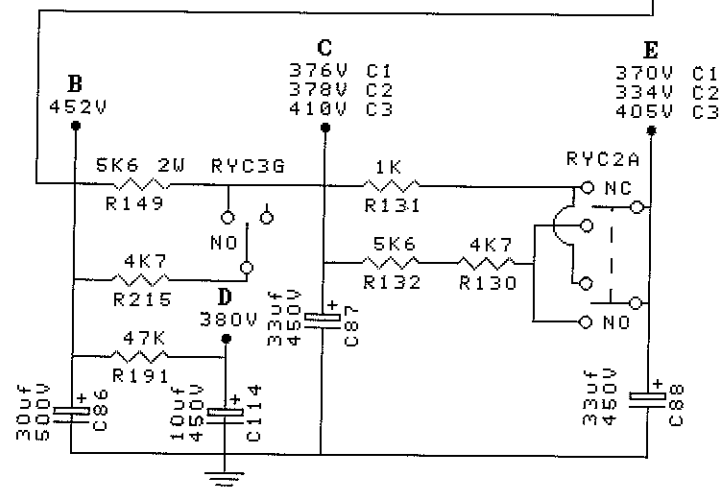 B
452V
C
376V C1
378V C2
410V C3
E
370V C1
334V C2
405V C3
5K6 2W
R149
RYC3G
NO
1K
R131
RYC2A
NC
NO
4K7
R215
5K6
R132
4K7
R130
D
380V
47K
R191
33uf
450V
+
C87
30uf
500V
+
C86
10uf
450V
+
C114
33uf
450V
+
C88